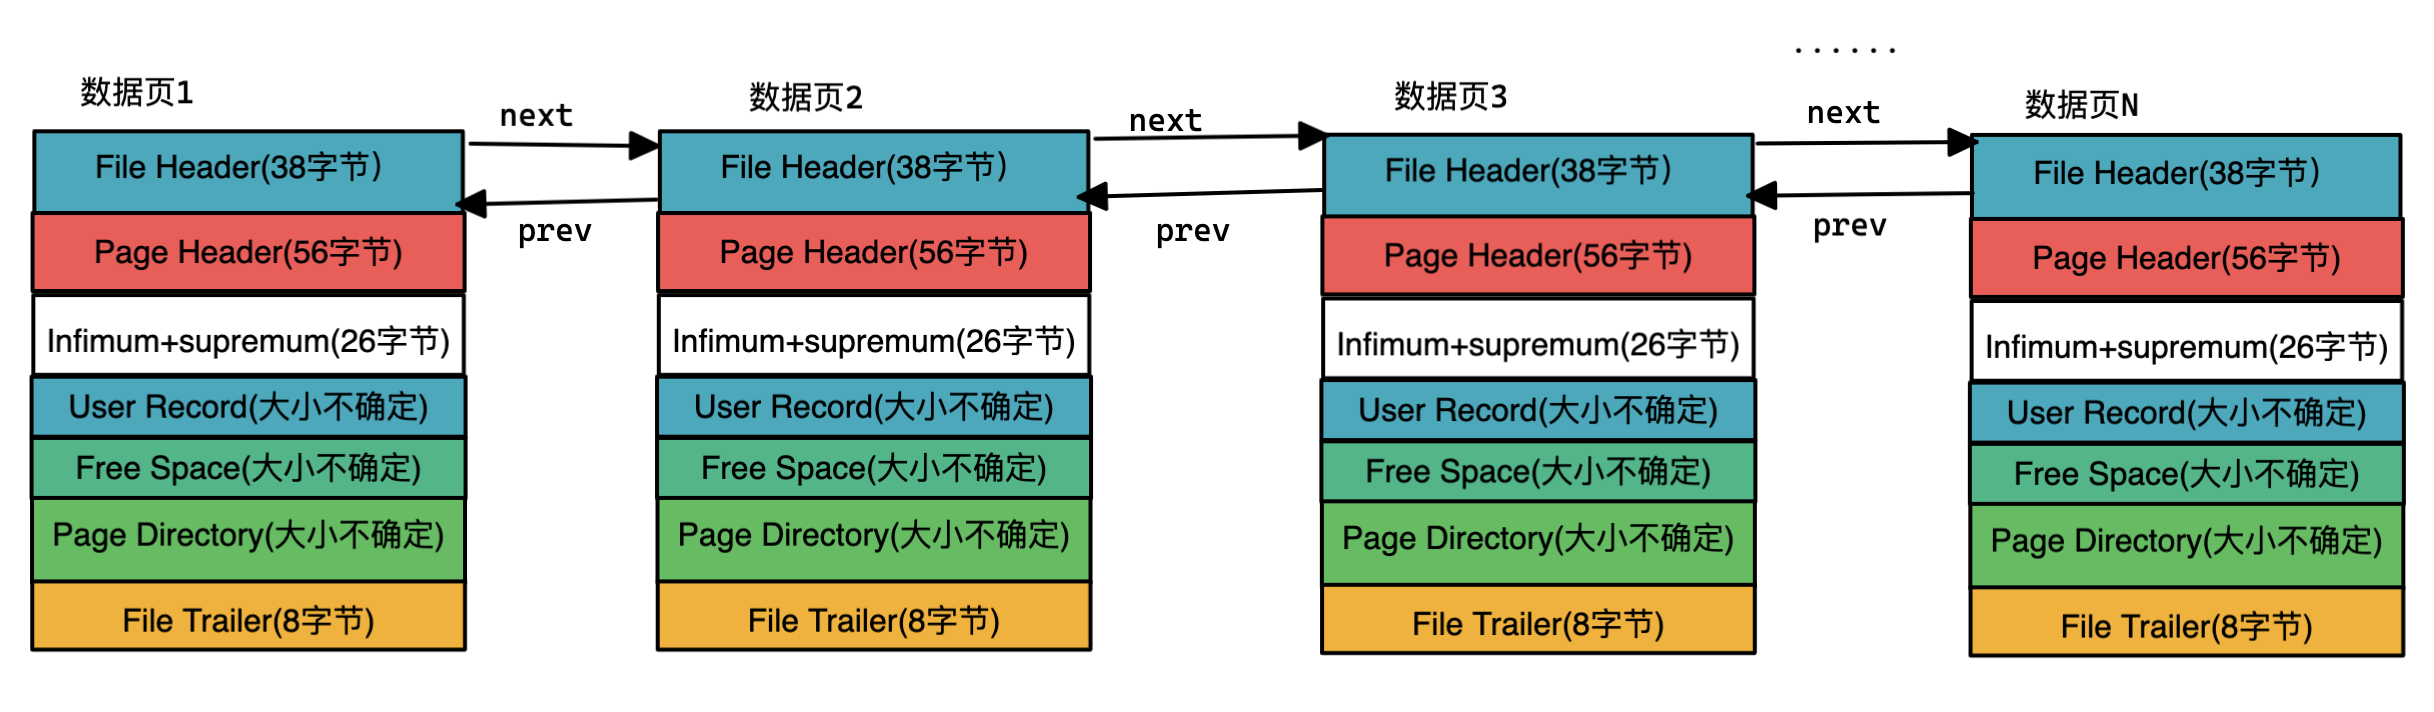 ······
数据页1
next
prev
File Header(38字节)
Page Header(56字节)
Infimum+supremum(26字节)
User Record(大小不确定)
Free Space(大小不确定)
Page Directory(大小不确定)
File Trailer(8字节)
数据页2
next
prev
File Header(38字节)
Page Header(56字节)
Infimum+supremum(26字节)
User Record(大小不确定)
Free Space(大小不确定)
Page Directory(大小不确定)
File Trailer(8字节)
数据页3
next
prev
File Header(38字节)
Page Header(56字节)
Infimum+supremum(26字节)
User Record(大小不确定)
Free Space(大小不确定)
Page Directory(大小不确定)
File Trailer(8字节)
数据页N
File Header(38字节)
Page Header(56字节)
Infimum+supremum(26字节)
User Record(大小不确定)
Free Space(大小不确定)
Page Directory(大小不确定)
File Trailer(8字节)